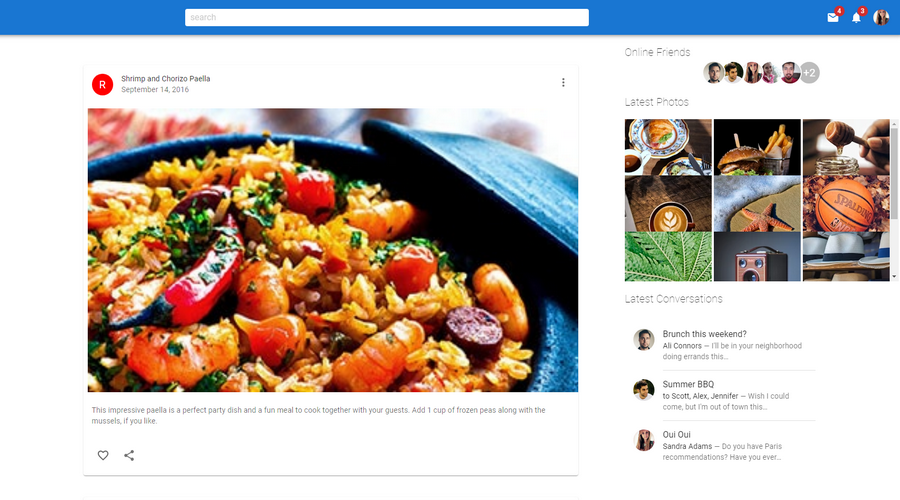 search
4
3
R
Shrimp and Chorizo Paella
September 14, 2016
This impressive paella is a perfect party dish and a fun meal to cook together with your guests. Add 1 cup of frozen peas along with the
mussels, if you like.
Online Friends
+2
Latest Photos
SPALDING
Latest Conversations
Brunch this weekend?
Ali Connors — I'll be in your neighborhood
doing errands this…
Summer BBQ
to Scott, Alex, Jennifer — Wish I could
come, but I'm out of town this…
Oui Oui
Sandra Adams — Do you have Paris
recommendations? Have you ever…